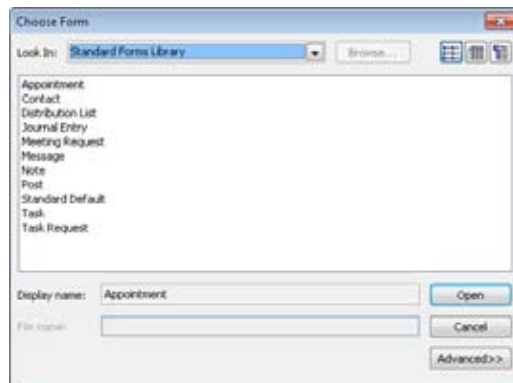 Choose Form
Look In: Standard Forms Library Browse...
Appointment
Contact
Distribution List
Journal Entry
Meeting Request
Message
Note
Post
Standard Default
Task
Task Request
Display name: Appointment Open
File name: Cancel
Advanced>>